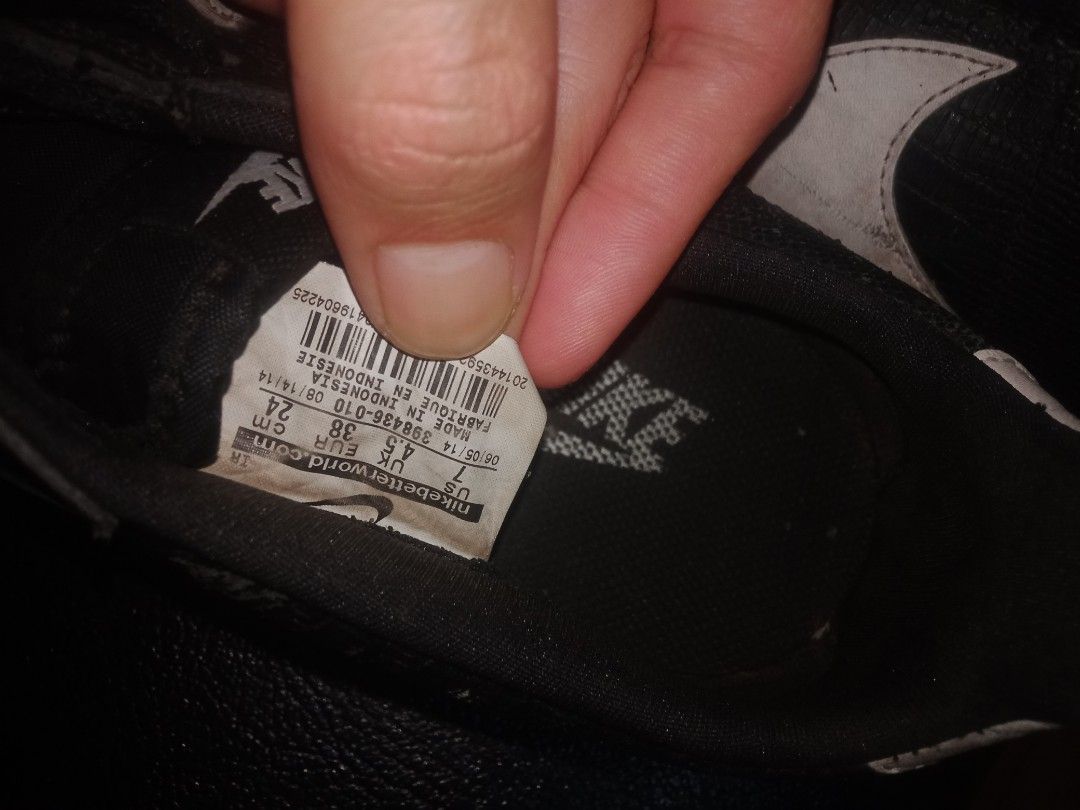 nikebetterworld.com
US UK EUR cm
7 4.5 38 24
06/05/14 398436-010 08/14/14
MADE IN INDONESIA
FABRIQUE EN INDONESIE